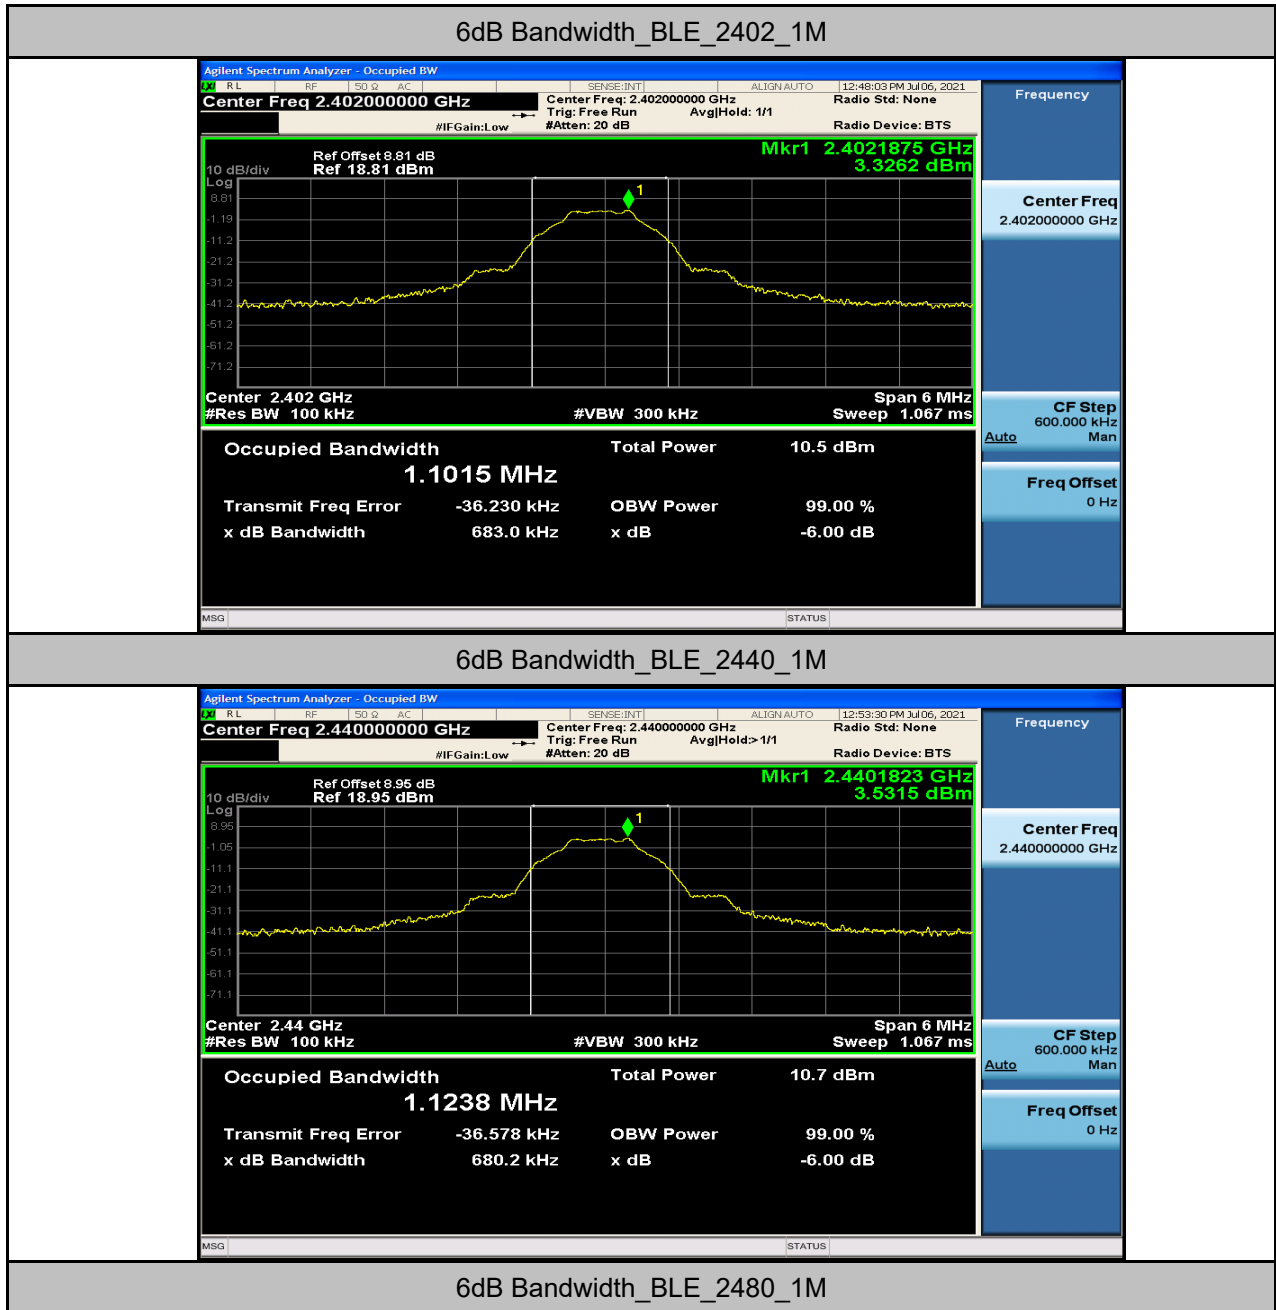 6dB Bandwidth_BLE_2402_1M
Agilent Spectrum Analyzer - Occupied BW
LXI RL RF 50 Ω AC SENSE:INT ALIGN AUTO 12:48:03 PM Jul 06, 2021
Center Freq 2.402000000 GHz
Center Freq: 2.402000000 GHz Radio Std: None
Trig: Free Run Avg|Hold: 1/1
#IFGain:Low #Atten: 20 dB Radio Device: BTS
Frequency
Mkr1 2.4021875 GHz
3.3262 dBm
Ref Offset 8.81 dB
10 dB/div Ref 18.81 dBm
Log
8.81
1
-1.19
-11.2
-21.2
-31.2
-41.2
-51.2
-61.2
-71.2
Center 2.402 GHz Span 6 MHz
#Res BW 100 kHz #VBW 300 kHz Sweep 1.067 ms
Center Freq
2.402000000 GHz
CF Step
600.000 kHz
Auto Man
Freq Offset
0 Hz
Occupied Bandwidth Total Power 10.5 dBm
1.1015 MHz
Transmit Freq Error -36.230 kHz OBW Power 99.00 %
x dB Bandwidth 683.0 kHz x dB -6.00 dB
MSG STATUS
6dB Bandwidth_BLE_2440_1M
Agilent Spectrum Analyzer - Occupied BW
LXI RL RF 50 Ω AC SENSE:INT ALIGN AUTO 12:53:30 PM Jul 06, 2021
Center Freq 2.440000000 GHz
Center Freq: 2.440000000 GHz Radio Std: None
Trig: Free Run Avg|Hold:>1/1
#IFGain:Low #Atten: 20 dB Radio Device: BTS
Frequency
Mkr1 2.4401823 GHz
3.5315 dBm
Ref Offset 8.95 dB
10 dB/div Ref 18.95 dBm
Log
8.95
1
-1.05
-11.1
-21.1
-31.1
-41.1
-51.1
-61.1
-71.1
Center 2.44 GHz Span 6 MHz
#Res BW 100 kHz #VBW 300 kHz Sweep 1.067 ms
Center Freq
2.440000000 GHz
CF Step
600.000 kHz
Auto Man
Freq Offset
0 Hz
Occupied Bandwidth Total Power 10.7 dBm
1.1238 MHz
Transmit Freq Error -36.578 kHz OBW Power 99.00 %
x dB Bandwidth 680.2 kHz x dB -6.00 dB
MSG STATUS
6dB Bandwidth_BLE_2480_1M